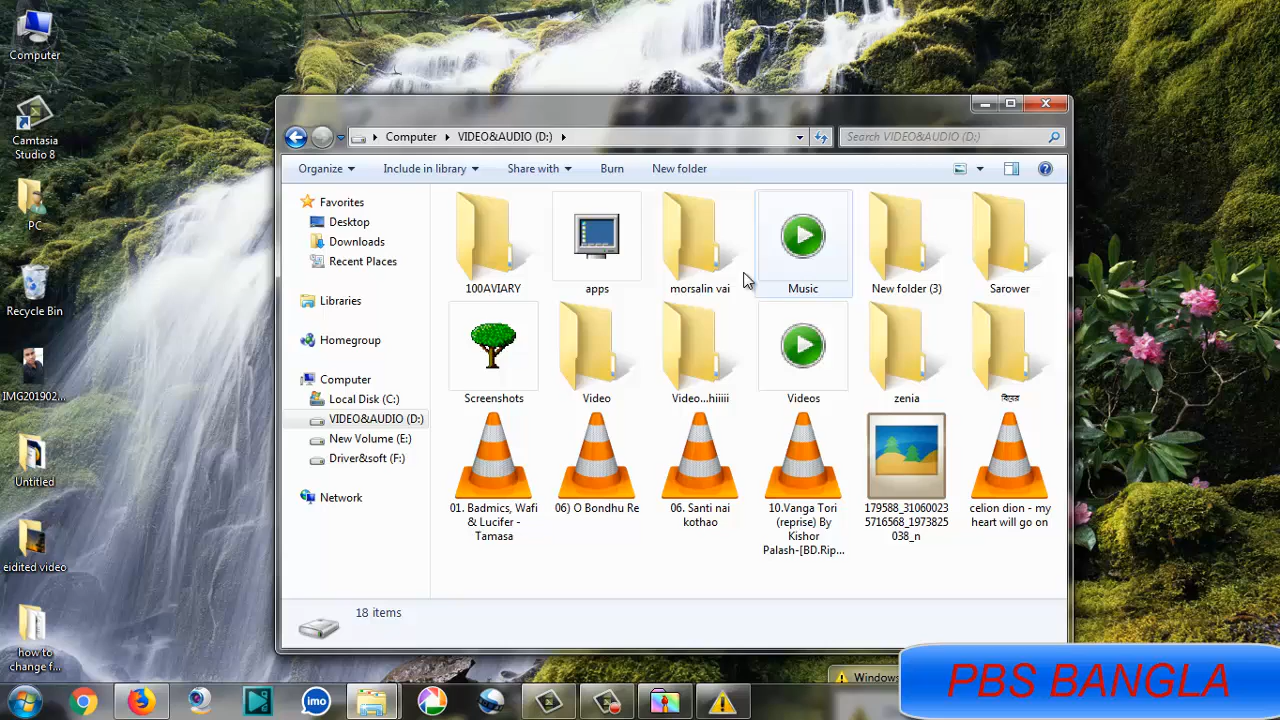 Computer
Camtasia
Studio 8
PC
Recycle Bin
IMG201902...
Untitled
eidited video
how to
change f...
Computer
VIDEO&AUDIO (D:)
Search VIDEO&AUDIO (D:)
Organize
Include in library
Share with
Burn
New folder
Favorites
Desktop
Downloads
Recent Places
Libraries
Homegroup
Computer
Local Disk (C:)
VIDEO&AUDIO (D:)
New Volume (E:)
Driver&soft (F:)
Network
100AVIARY
apps
morsalin vai
Music
New folder (3)
Sarower
Screenshots
Video
Video...hiiiii
Videos
zenia
01. Badmics, Wafi
& Lucifer -
Tamasa
06) O Bondhu Re
06. Santi nai
kothao
10.Vanga Tori
(reprise) By
Kishor
Palash-[BD.Rip...
179588_31060023
5716568_1973825
038_n
celion dion - my
heart will go on
18 items
Windows
PBS BANGLA
imo